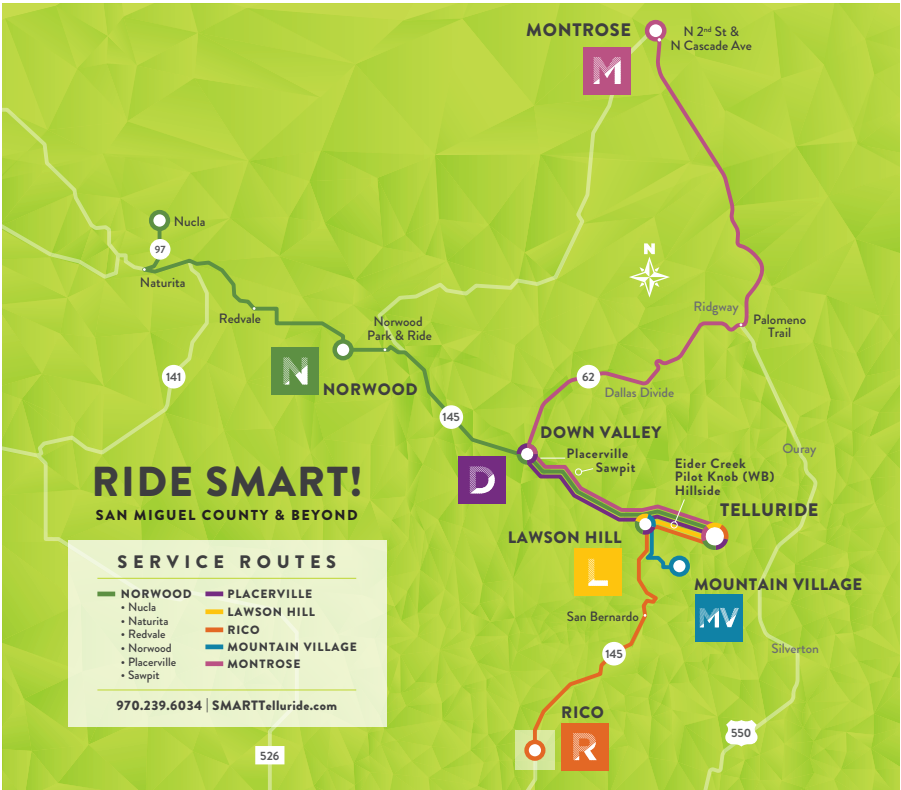 MONTROSE
N 2nd St &
N Cascade Ave
M
Nucla
97
Naturita
Redvale
N
Ridgway
Palomeno
Trail
Norwood
Park & Ride
141
N
NORWOOD
62
Dallas Divide
145
DOWN VALLEY
Placerville
Sawpit
D
Ouray
Eider Creek
Pilot Knob (WB)
Hillside
TELLURIDE
RIDE SMART!
SAN MIGUEL COUNTY & BEYOND
LAWSON HILL
L
MOUNTAIN VILLAGE
MV
San Bernardo
145
Silverton
SERVICE ROUTES
NORWOOD
• Nucla
• Naturita
• Redvale
• Norwood
• Placerville
• Sawpit
PLACERVILLE
LAWSON HILL
RICO
MOUNTAIN VILLAGE
MONTROSE
970.239.6034 | SMARTTelluride.com
RICO
R
526
550